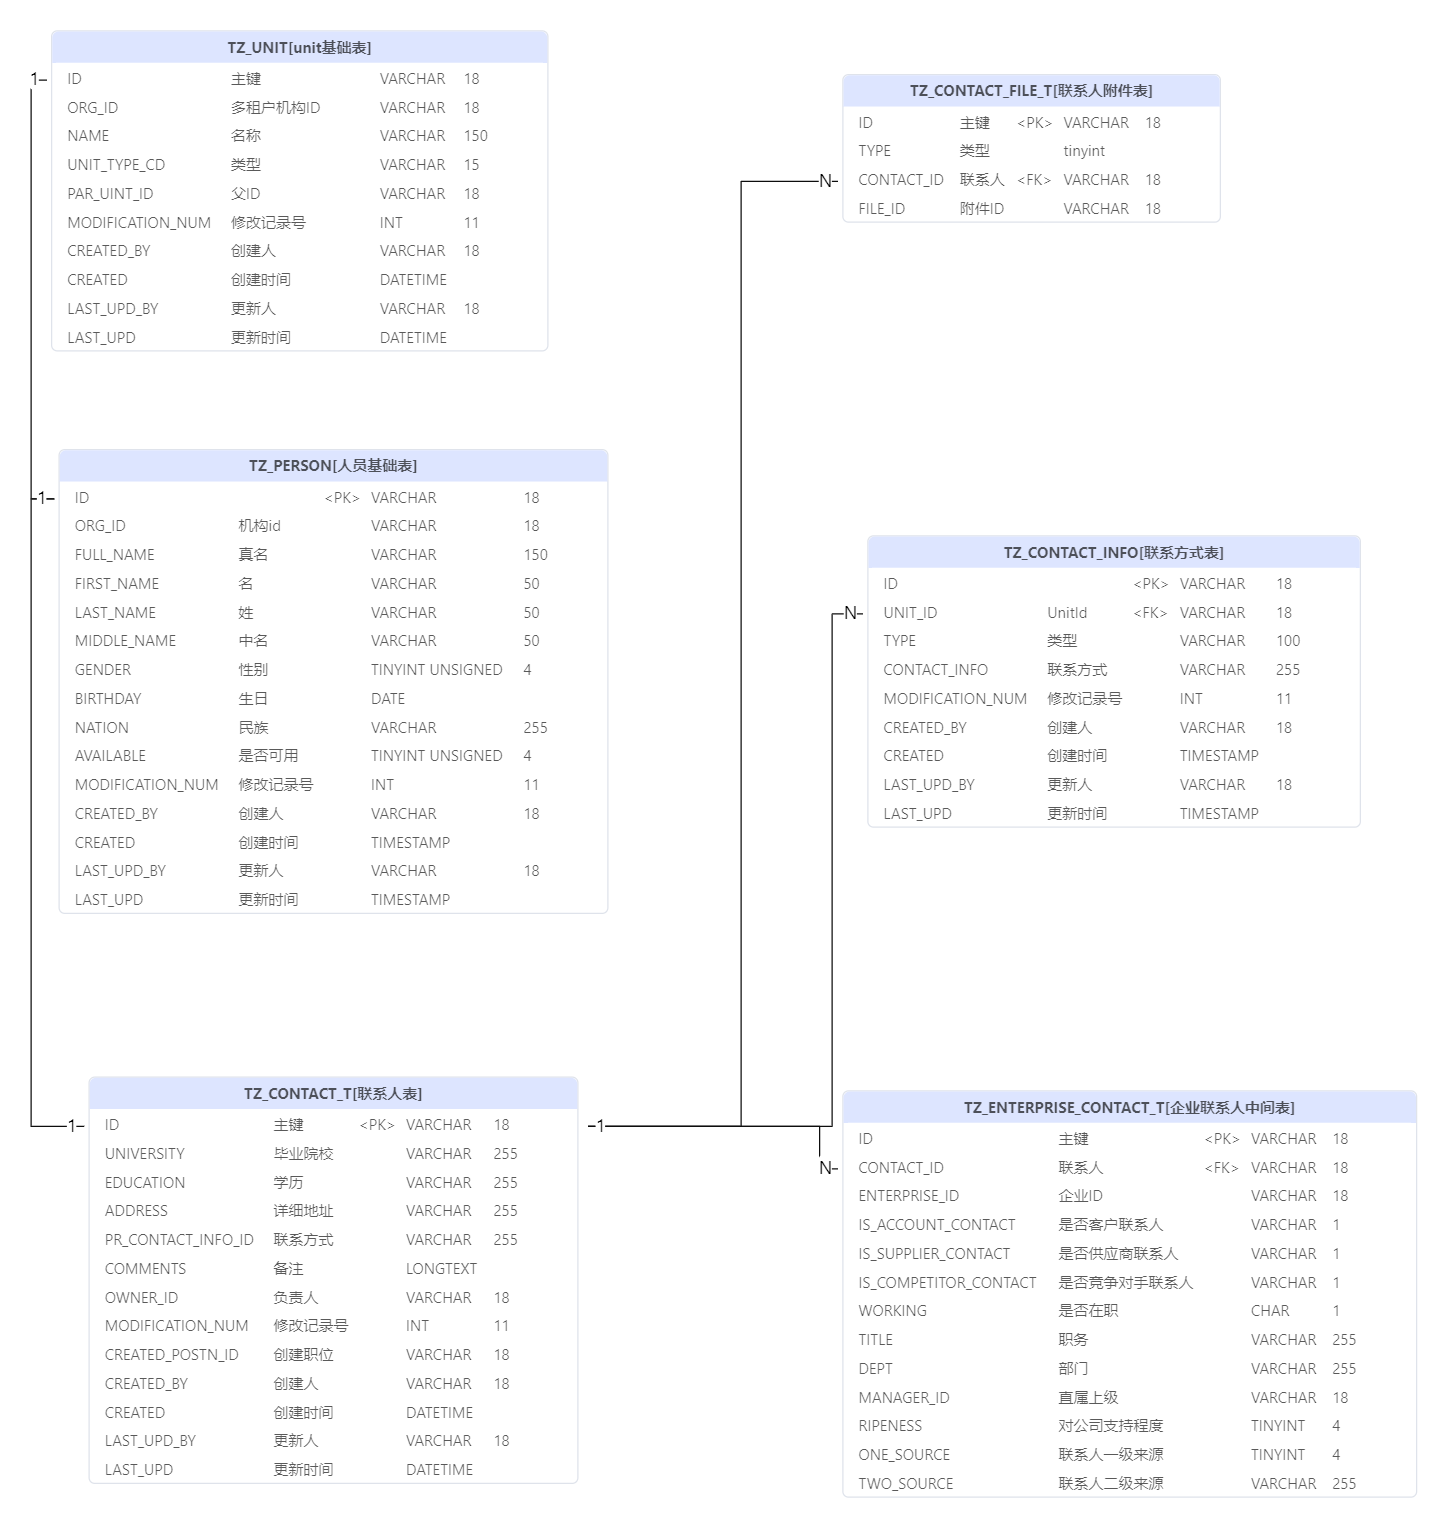 TZ_UNIT[unit基础表]
1
ID 主键 VARCHAR 18
ORG_ID 多租户机构ID VARCHAR 18
NAME 名称 VARCHAR 150
UNIT_TYPE_CD 类型 VARCHAR 15
PAR_UINT_ID 父ID VARCHAR 18
MODIFICATION_NUM 修改记录号 INT 11
CREATED_BY 创建人 VARCHAR 18
CREATED 创建时间 DATETIME
LAST_UPD_BY 更新人 VARCHAR 18
LAST_UPD 更新时间 DATETIME
TZ_CONTACT_FILE_T[联系人附件表]
ID 主键 <PK> VARCHAR 18
TYPE 类型 tinyint
N
CONTACT_ID 联系人 <FK> VARCHAR 18
FILE_ID 附件ID VARCHAR 18
TZ_PERSON[人员基础表]
1
ID <PK> VARCHAR 18
ORG_ID 机构id VARCHAR 18
FULL_NAME 真名 VARCHAR 150
FIRST_NAME 名 VARCHAR 50
LAST_NAME 姓 VARCHAR 50
MIDDLE_NAME 中名 VARCHAR 50
GENDER 性别 TINYINT UNSIGNED 4
BIRTHDAY 生日 DATE
NATION 民族 VARCHAR 255
AVAILABLE 是否可用 TINYINT UNSIGNED 4
MODIFICATION_NUM 修改记录号 INT 11
CREATED_BY 创建人 VARCHAR 18
CREATED 创建时间 TIMESTAMP
LAST_UPD_BY 更新人 VARCHAR 18
LAST_UPD 更新时间 TIMESTAMP
TZ_CONTACT_INFO[联系方式表]
ID <PK> VARCHAR 18
N
UNIT_ID UnitId <FK> VARCHAR 18
TYPE 类型 VARCHAR 100
CONTACT_INFO 联系方式 VARCHAR 255
MODIFICATION_NUM 修改记录号 INT 11
CREATED_BY 创建人 VARCHAR 18
CREATED 创建时间 TIMESTAMP
LAST_UPD_BY 更新人 VARCHAR 18
LAST_UPD 更新时间 TIMESTAMP
TZ_CONTACT_T[联系人表]
1
ID 主键 <PK> VARCHAR 18
1
UNIVERSITY 毕业院校 VARCHAR 255
EDUCATION 学历 VARCHAR 255
ADDRESS 详细地址 VARCHAR 255
PR_CONTACT_INFO_ID 联系方式 VARCHAR 255
COMMENTS 备注 LONGTEXT
OWNER_ID 负责人 VARCHAR 18
MODIFICATION_NUM 修改记录号 INT 11
CREATED_POSTN_ID 创建职位 VARCHAR 18
CREATED_BY 创建人 VARCHAR 18
CREATED 创建时间 DATETIME
LAST_UPD_BY 更新人 VARCHAR 18
LAST_UPD 更新时间 DATETIME
TZ_ENTERPRISE_CONTACT_T[企业联系人中间表]
ID 主键 <PK> VARCHAR 18
N
CONTACT_ID 联系人 <FK> VARCHAR 18
ENTERPRISE_ID 企业ID VARCHAR 18
IS_ACCOUNT_CONTACT 是否客户联系人 VARCHAR 1
IS_SUPPLIER_CONTACT 是否供应商联系人 VARCHAR 1
IS_COMPETITOR_CONTACT 是否竞争对手联系人 VARCHAR 1
WORKING 是否在职 CHAR 1
TITLE 职务 VARCHAR 255
DEPT 部门 VARCHAR 255
MANAGER_ID 直属上级 VARCHAR 18
RIPENESS 对公司支持程度 TINYINT 4
ONE_SOURCE 联系人一级来源 TINYINT 4
TWO_SOURCE 联系人二级来源 VARCHAR 255